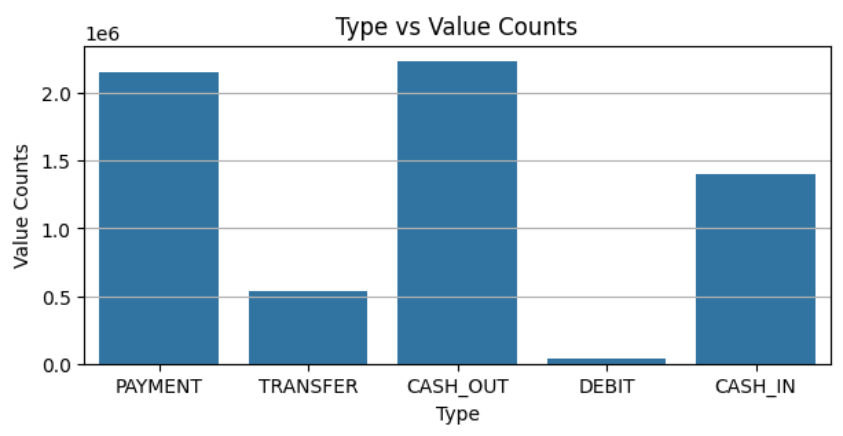 Type vs Value Counts
1e6
2.0
1.5
1.0
0.5
0.0
Value Counts
PAYMENT TRANSFER CASH_OUT DEBIT CASH_IN
Type